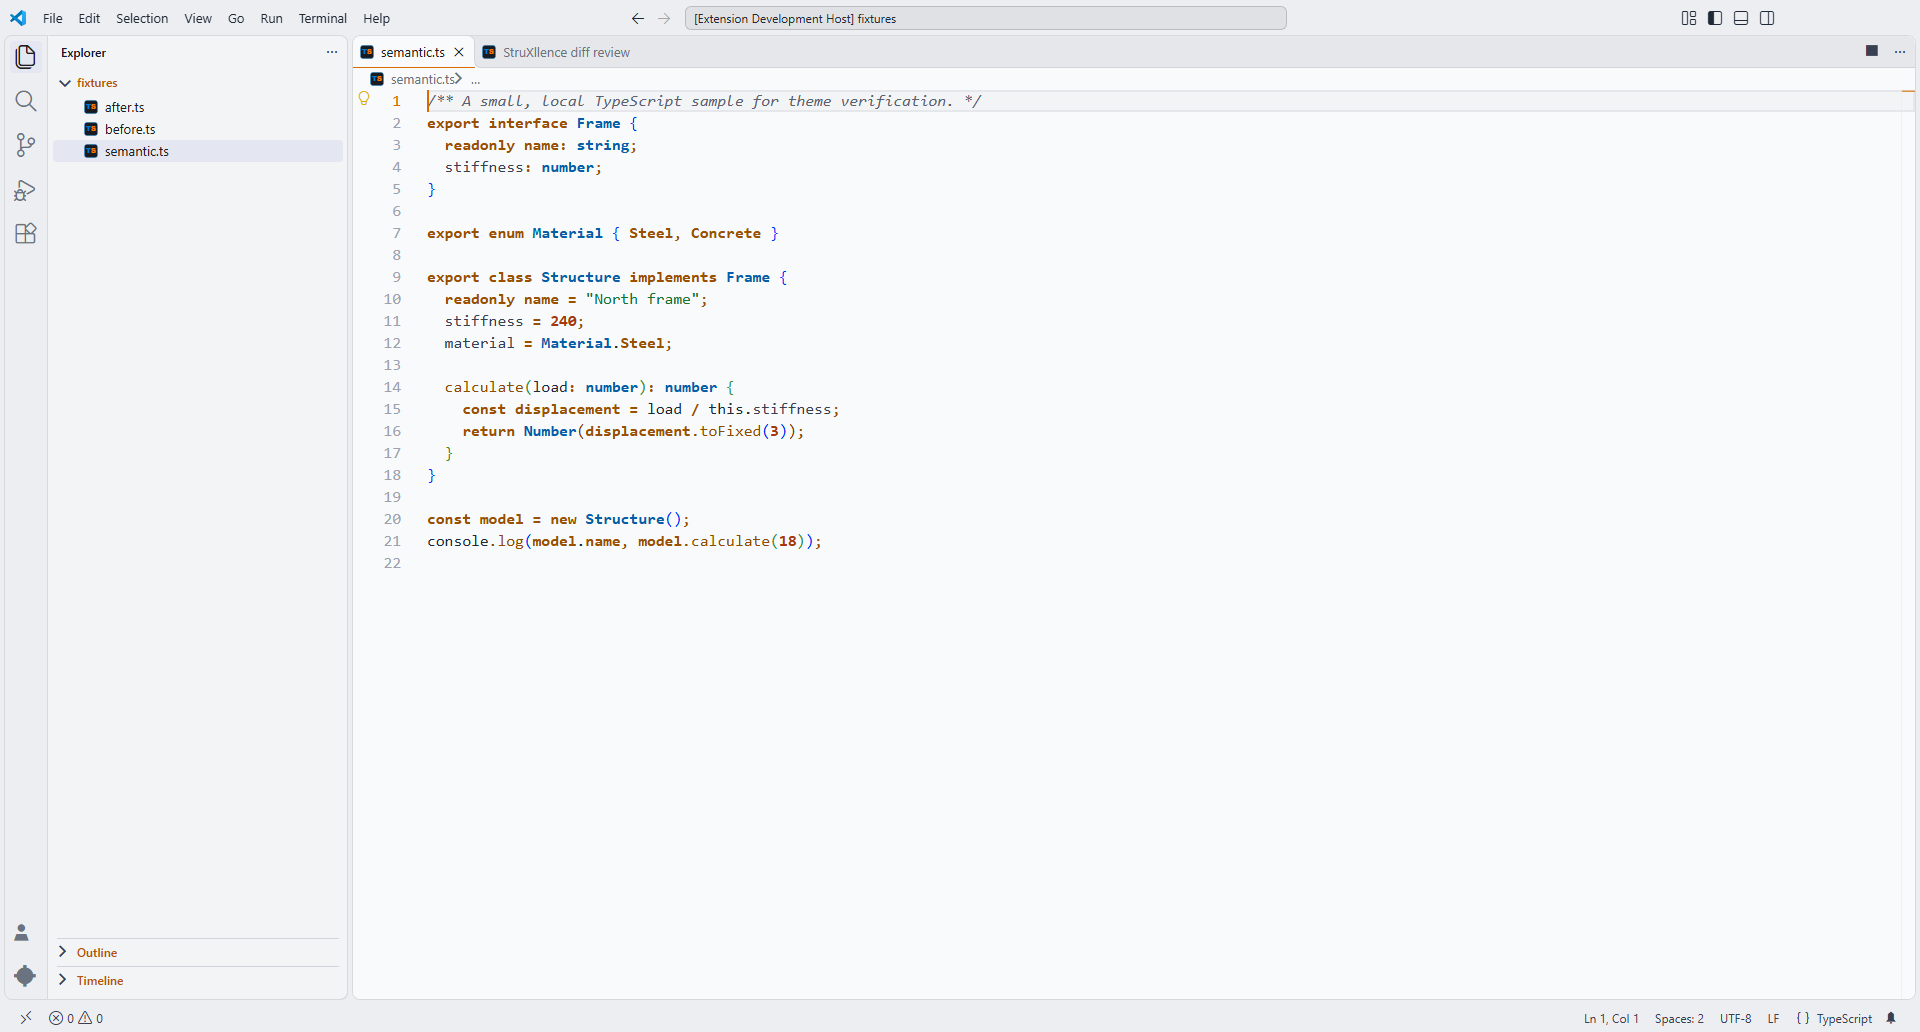 File Edit Selection View Go Run Terminal Help
[Extension Development Host] fixtures
Explorer
fixtures
TS after.ts
TS before.ts
TS semantic.ts
Outline
Timeline
TS semantic.ts
TS StruXllence diff review
TS semantic.ts ...
1 /** A small, local TypeScript sample for theme verification. */
2 export interface Frame {
3 readonly name: string;
4 stiffness: number;
5 }
6
7 export enum Material { Steel, Concrete }
8
9 export class Structure implements Frame {
10 readonly name = "North frame";
11 stiffness = 240;
12 material = Material.Steel;
13
14 calculate(load: number): number {
15 const displacement = load / this.stiffness;
16 return Number(displacement.toFixed(3));
17 }
18 }
19
20 const model = new Structure();
21 console.log(model.name, model.calculate(18));
22
0 0
Ln 1, Col 1 Spaces: 2 UTF-8 LF { } TypeScript